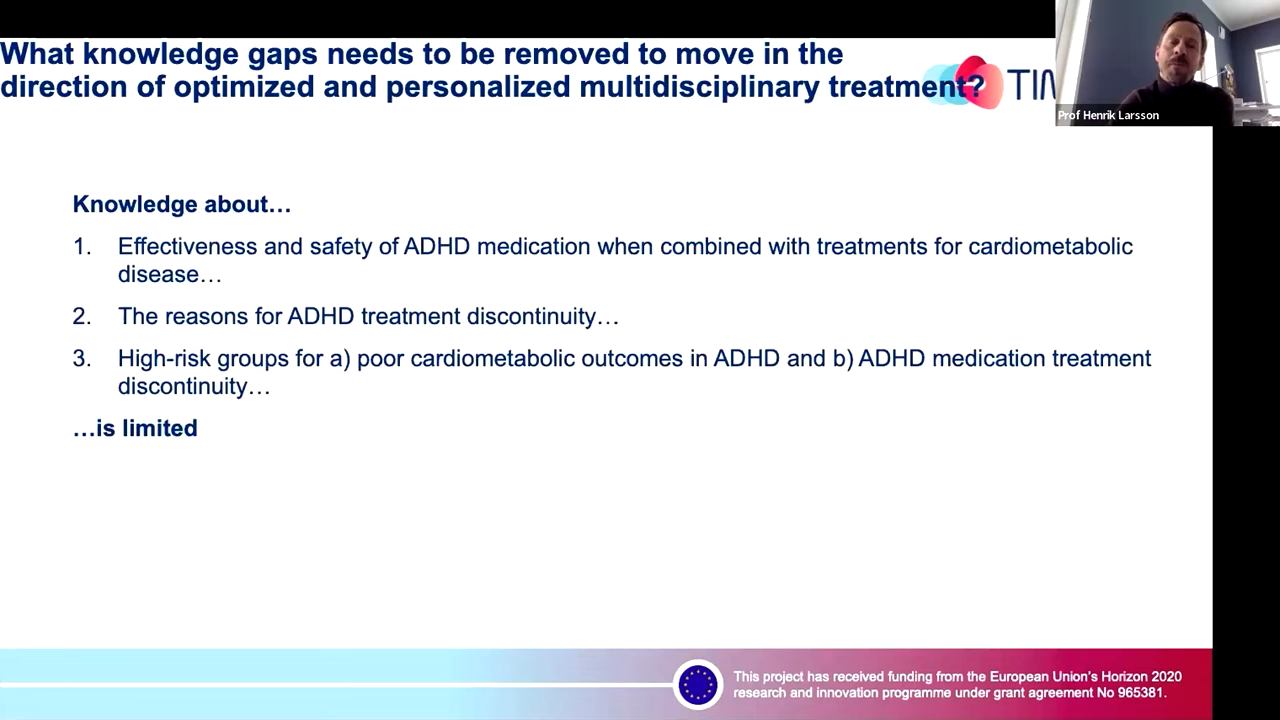 What knowledge gaps needs to be removed to move in the
direction of optimized and personalized multidisciplinary treatment?
TIM
Prof Henrik Larsson
Knowledge about…
1. Effectiveness and safety of ADHD medication when combined with treatments for cardiometabolic
disease…
2. The reasons for ADHD treatment discontinuity…
3. High-risk groups for a) poor cardiometabolic outcomes in ADHD and b) ADHD medication treatment
discontinuity…
…is limited
This project has received funding from the European Union's Horizon 2020
research and innovation programme under grant agreement No 965381.